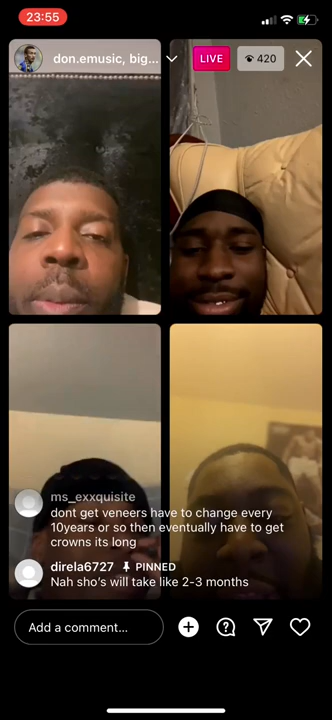 23:55
don.emusic, big...
LIVE
420
ms_exxquisite
dont get veneers have to change every
10years or so then eventually have to get
crowns its long
direla6727 PINNED
Nah sho's will take like 2-3 months
Add a comment...